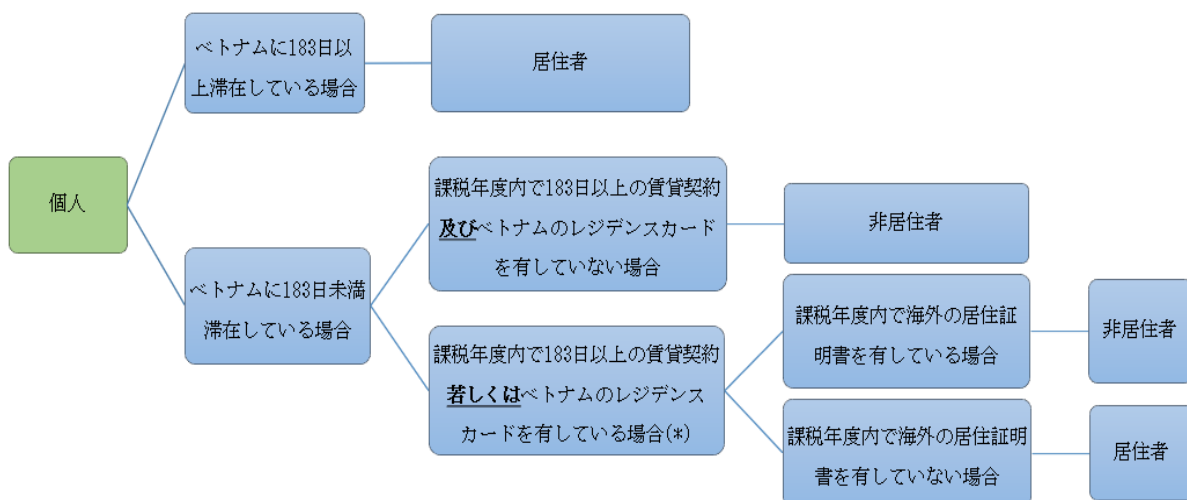 個人
ベトナムに183日以
上滞在している場合
居住者
ベトナムに183日未満
滞在している場合
課税年度内で183日以上の賃貸契約
及びベトナムのレジデンスカード
を有していない場合
非居住者
課税年度内で183日以上の賃貸契約
若しくはベトナムのレジデンス
カードを有している場合(*)
課税年度内で海外の居住証
明書を有している場合
非居住者
課税年度内で海外の居住証明
書を有していない場合
居住者